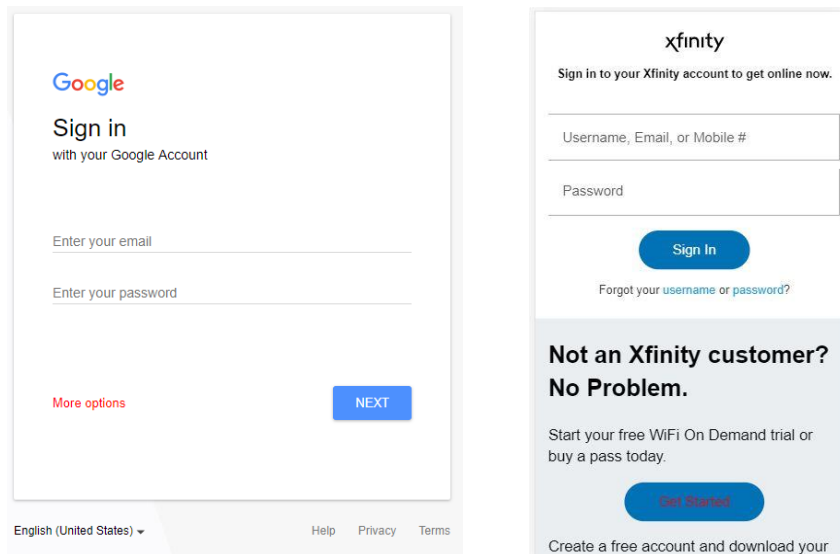 Google
Sign in
with your Google Account
Enter your email
Enter your password
More options
NEXT
English (United States)
Help Privacy Terms
xfinity
Sign in to your Xfinity account to get online now.
Username, Email, or Mobile #
Password
Sign In
Forgot your username or password?
Not an Xfinity customer?
No Problem.
Start your free WiFi On Demand trial or
buy a pass today.
Get Started
Create a free account and download your